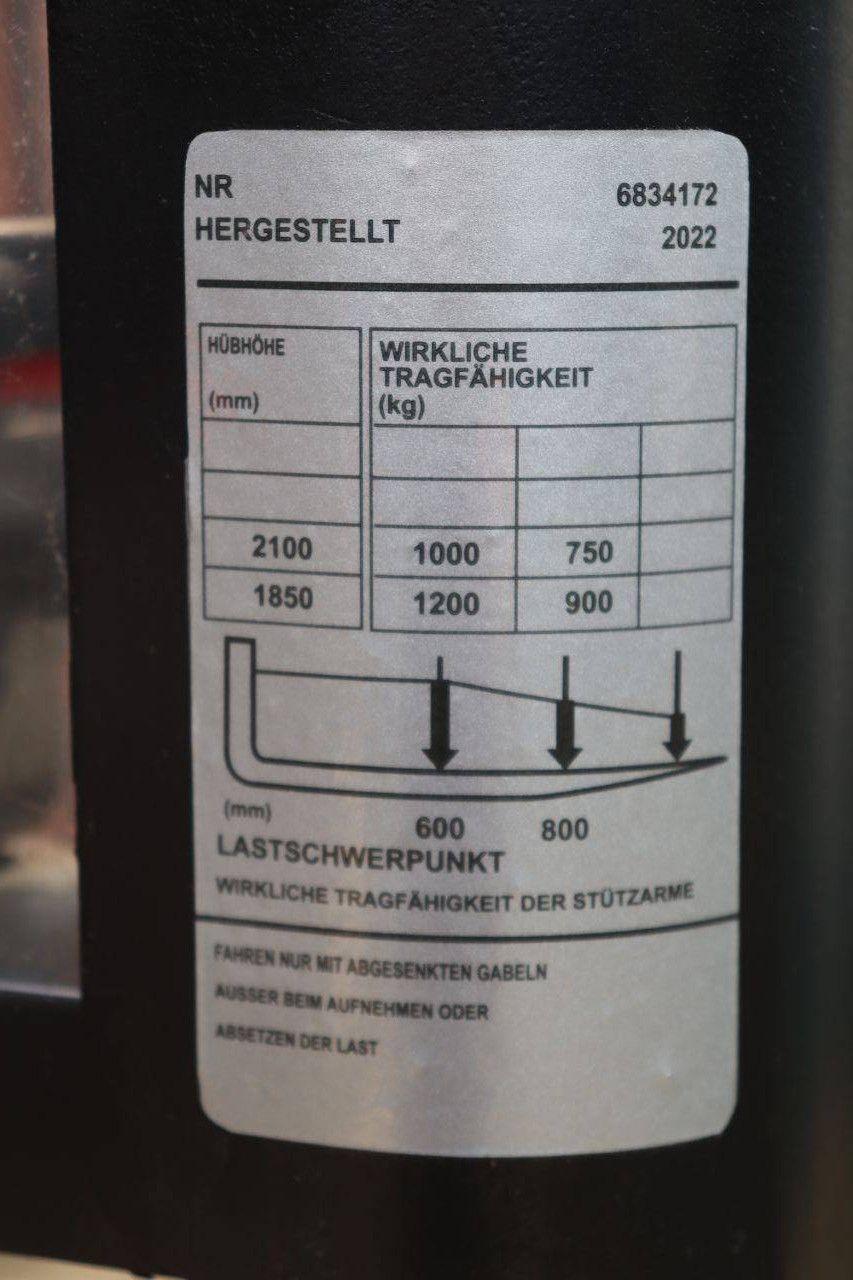 NR 6834172
HERGESTELLT 2022
HÜBHÖHE
(mm)
WIRKLICHE
TRAGFÄHIGKEIT
(kg)
2100 1000 750
1850 1200 900
(mm) 600 800
LASTSCHWERPUNKT
WIRKLICHE TRAGFÄHIGKEIT DER STÜTZARME
FAHREN NUR MIT ABGESENKTEN GABELN
AUSSER BEIM AUFNEHMEN ODER
ABSETZEN DER LAST